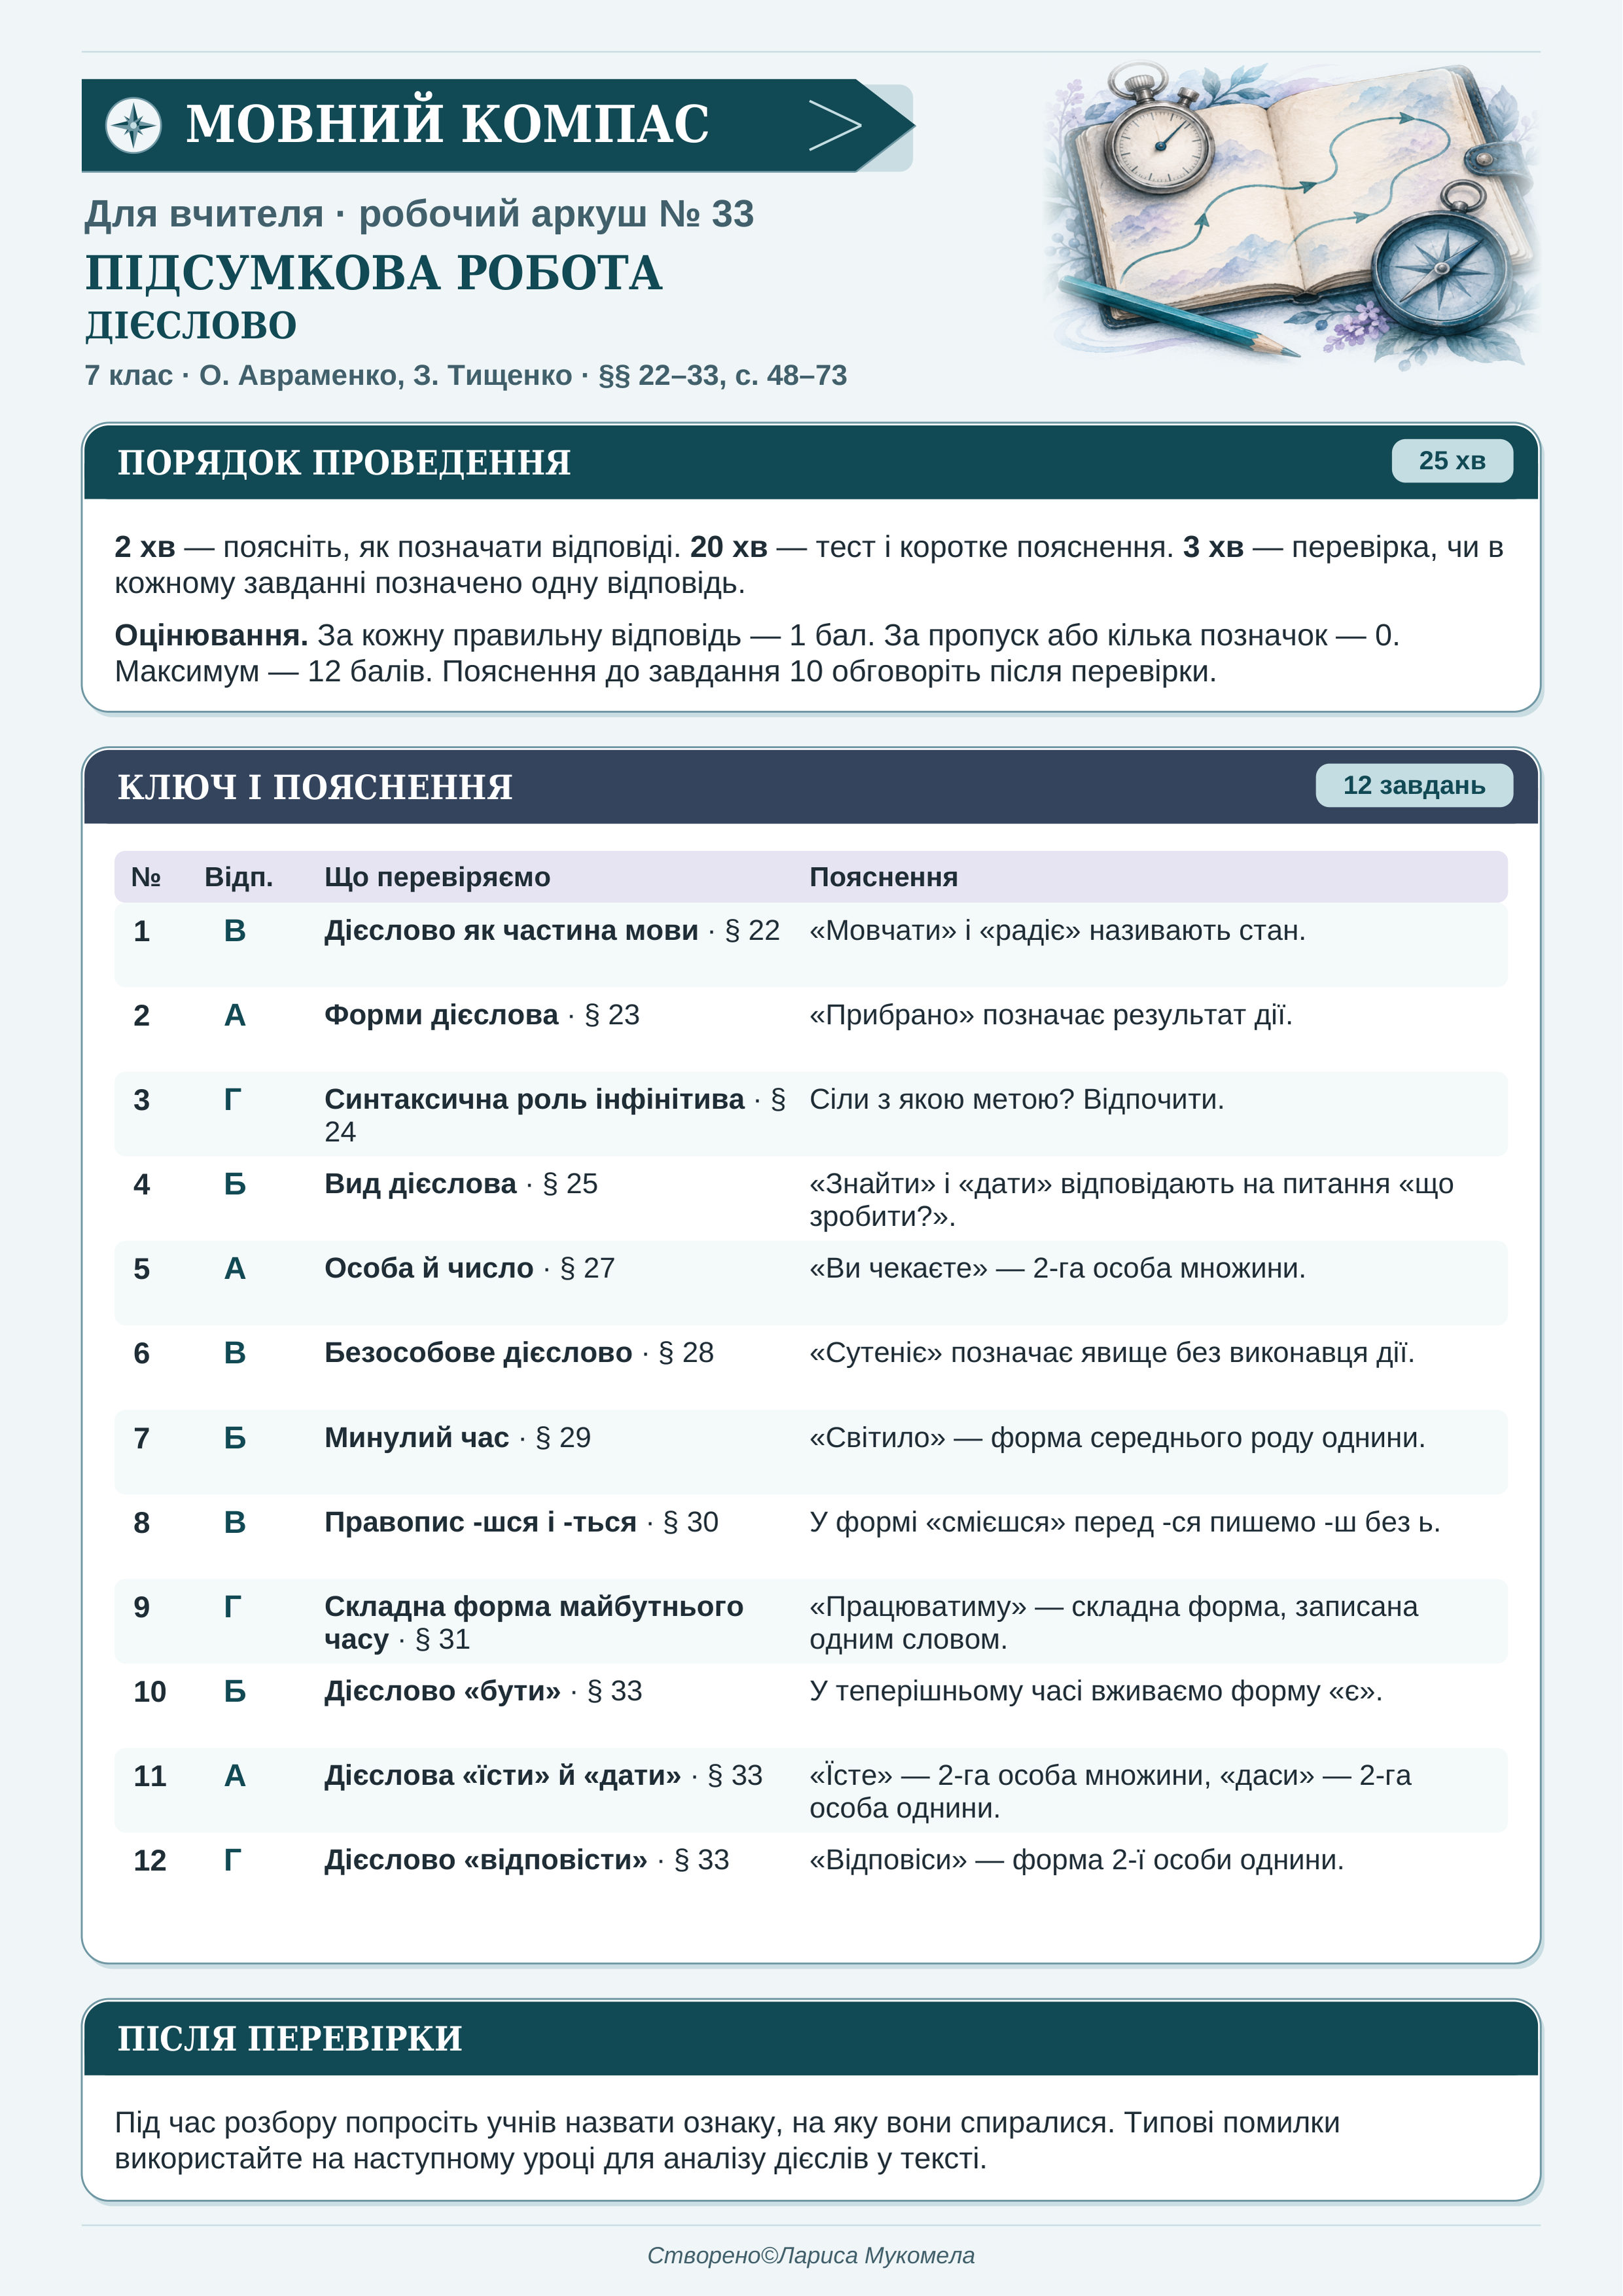 МОВНИЙ КОМПАС
Для вчителя · робочий аркуш № 33
ПІДСУМКОВА РОБОТА
ДІЄСЛОВО
7 клас · О. Авраменко, З. Тищенко · §§ 22–33, с. 48–73
ПОРЯДОК ПРОВЕДЕННЯ
25 хв
2 хв — поясніть, як позначати відповіді. 20 хв — тест і коротке пояснення. 3 хв — перевірка, чи в
кожному завданні позначено одну відповідь.
Оцінювання. За кожну правильну відповідь — 1 бал. За пропуск або кілька позначок — 0.
Максимум — 12 балів. Пояснення до завдання 10 обговоріть після перевірки.
КЛЮЧ І ПОЯСНЕННЯ
12 завдань
№ Відп. Що перевіряємо Пояснення
1 В Дієслово як частина мови · § 22 «Мовчати» і «радіє» називають стан.
2 А Форми дієслова · § 23 «Прибрано» позначає результат дії.
3 Г Синтаксична роль інфінітива · § Сіли з якою метою? Відпочити.
24
4 Б Вид дієслова · § 25 «Знайти» і «дати» відповідають на питання «що
зробити?».
5 А Особа й число · § 27 «Ви чекаєте» — 2-га особа множини.
6 В Безособове дієслово · § 28 «Сутеніє» позначає явище без виконавця дії.
7 Б Минулий час · § 29 «Світило» — форма середнього роду однини.
8 В Правопис -шся і -ться · § 30 У формі «смієшся» перед -ся пишемо -ш без ь.
9 Г Складна форма майбутнього «Працюватиму» — складна форма, записана
часу · § 31 одним словом.
10 Б Дієслово «бути» · § 33 У теперішньому часі вживаємо форму «є».
11 А Дієслова «їсти» й «дати» · § 33 «Їсте» — 2-га особа множини, «даси» — 2-га
особа однини.
12 Г Дієслово «відповісти» · § 33 «Відповіси» — форма 2-ї особи однини.
ПІСЛЯ ПЕРЕВІРКИ
Під час розбору попросіть учнів назвати ознаку, на яку вони спиралися. Типові помилки
використайте на наступному уроці для аналізу дієслів у тексті.
Створено©Лариса Мукомела